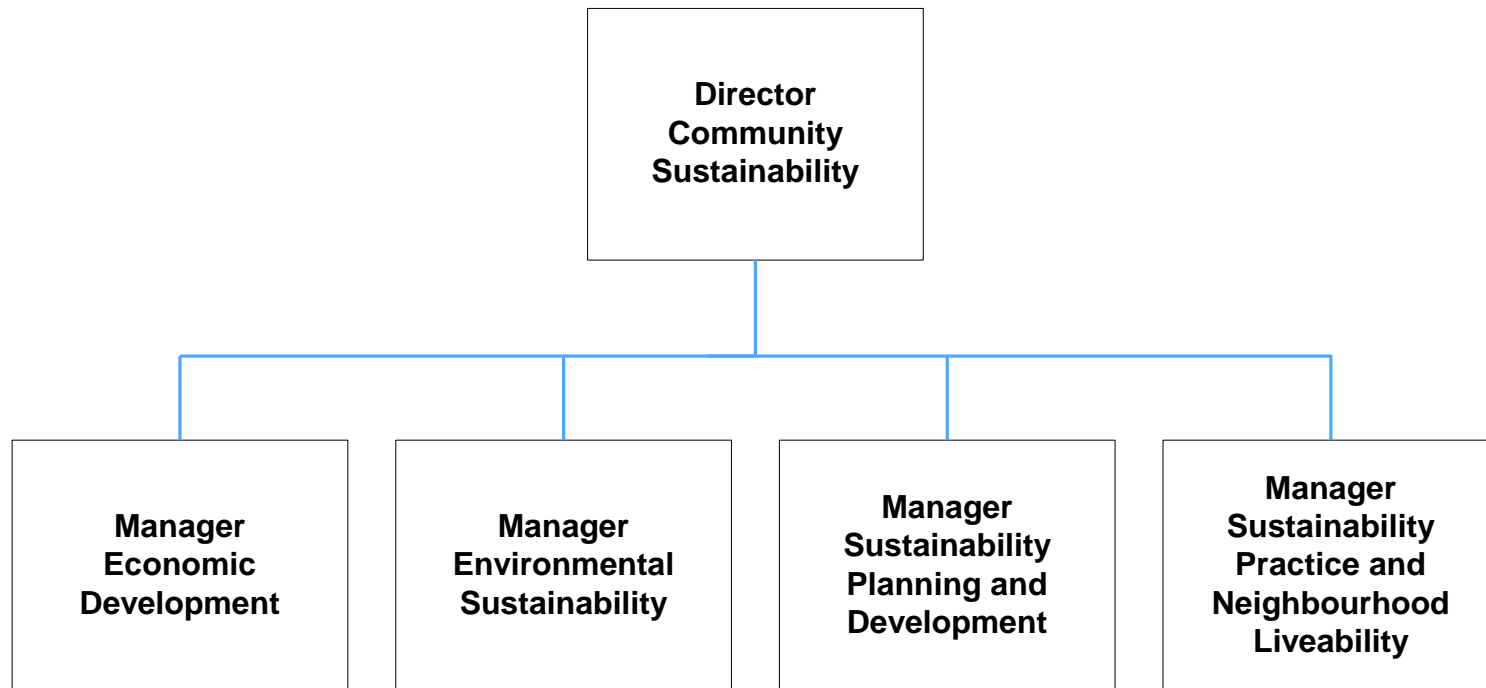 Director
Community
Sustainability
Manager
Economic
Development
Manager
Environmental
Sustainability
Manager
Sustainability
Planning and
Development
Manager
Sustainability
Practice and
Neighbourhood
Liveability